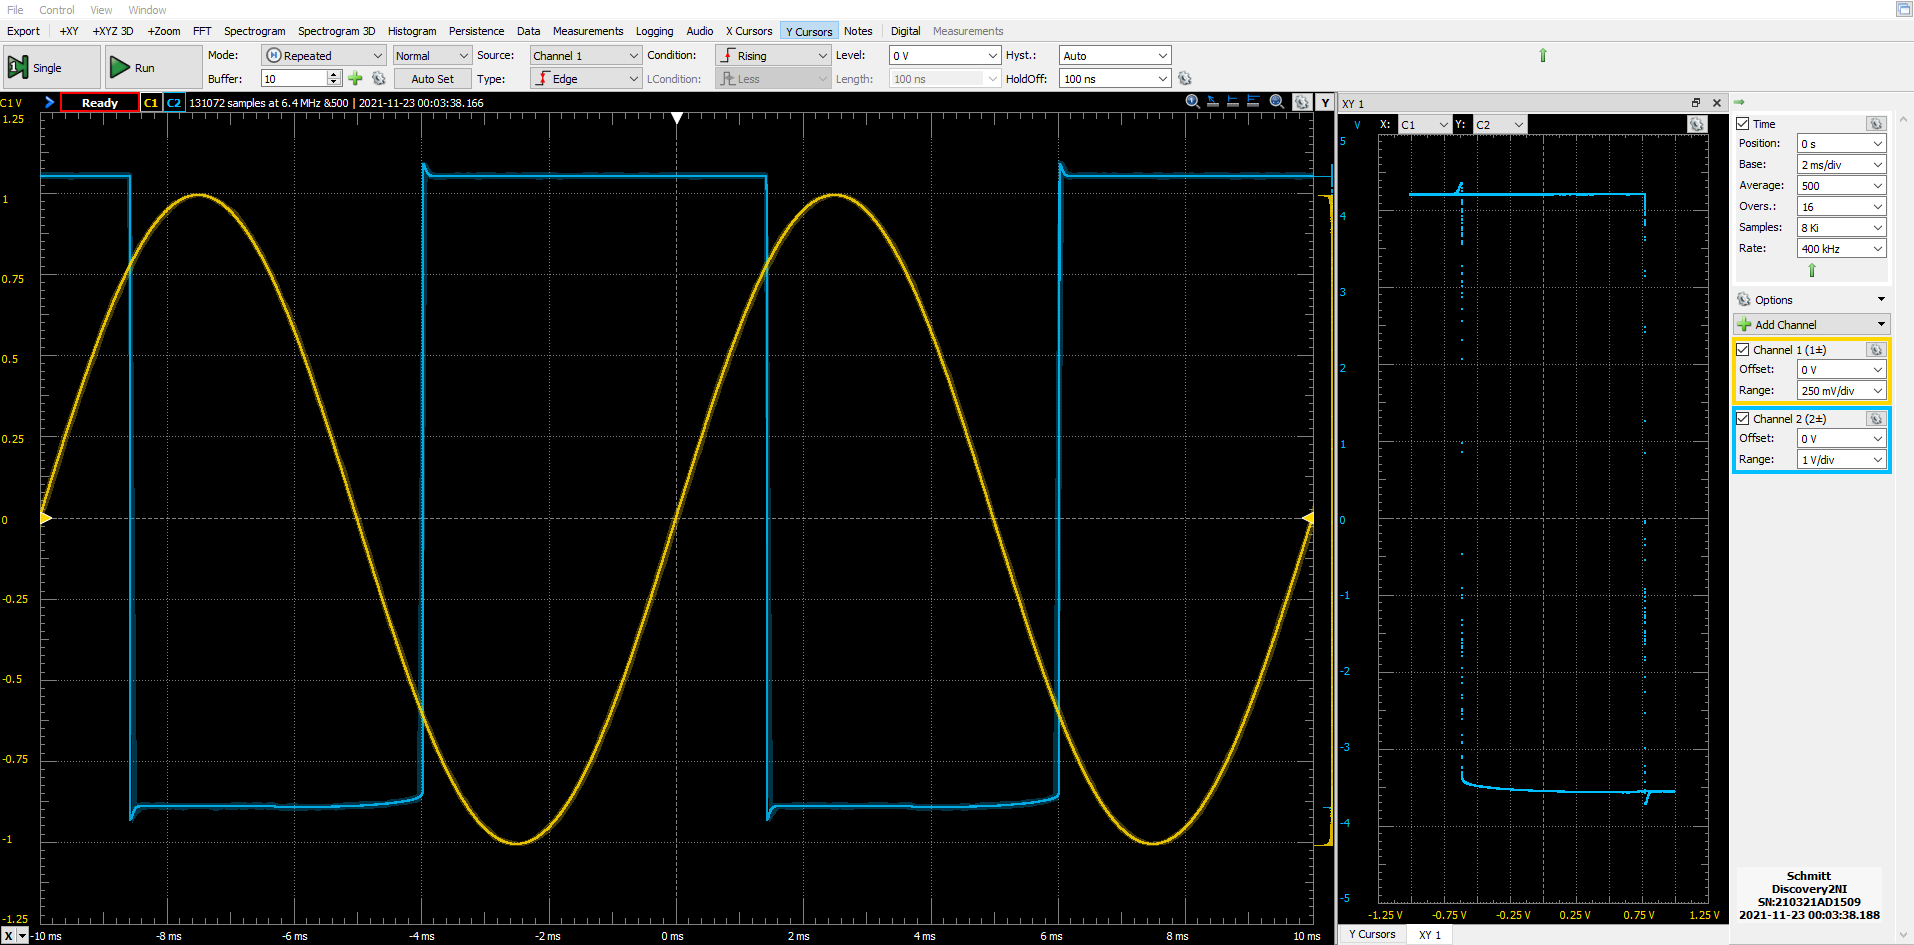 File Control View Window
Export +XY +XYZ 3D +Zoom FFT Spectrogram Spectrogram 3D Histogram Persistence Data Measurements Logging Audio X Cursors Y Cursors Notes Digital Measurements
Single Run Mode: Repeated Normal Source: Channel 1 Condition: Rising Level: 0 V Hyst.: Auto
Buffer: 10 Auto Set Type: Edge LCondition: Less Length: 100 ns HoldOff: 100 ns
C1 V Ready C1 C2 131072 samples at 6.4 MHz &500 | 2021-11-23 00:03:38.166 Y
1.25
1
0.75
0.5
0.25
0
-0.25
-0.5
-0.75
-1
-1.25
X -10 ms -8 ms -6 ms -4 ms -2 ms 0 ms 2 ms 4 ms 6 ms 8 ms 10 ms
XY 1
V X: C1 Y: C2
5
4
3
2
1
0
-1
-2
-3
-4
-5
-1.25 V -0.75 V -0.25 V 0.25 V 0.75 V 1.25 V
Y Cursors XY 1
Time
Position: 0 s
Base: 2 ms/div
Average: 500
Overs.: 16
Samples: 8 Ki
Rate: 400 kHz
Options
Add Channel
Channel 1 (1±)
Offset: 0 V
Range: 250 mV/div
Channel 2 (2±)
Offset: 0 V
Range: 1 V/div
Schmitt
Discovery2NI
SN:210321AD1509
2021-11-23 00:03:38.188